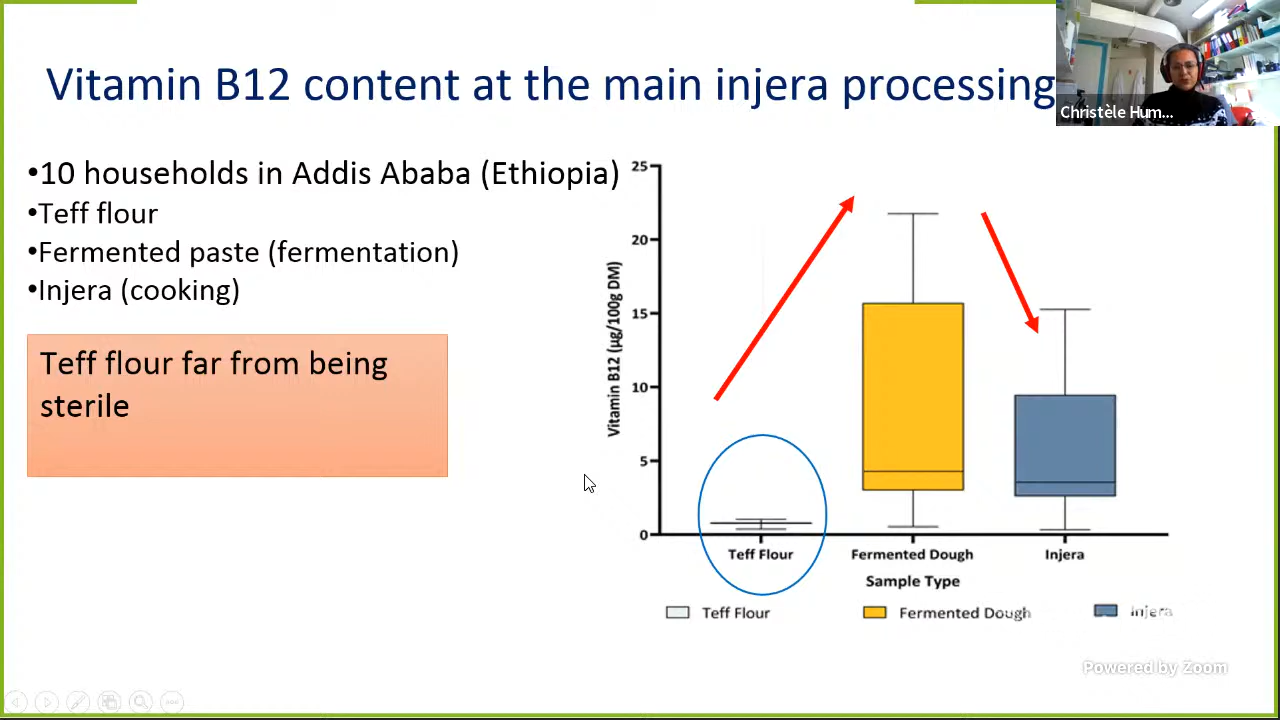 Vitamin B12 content at the main injera processing
Christèle Hum...
•10 households in Addis Ababa (Ethiopia)
•Teff flour
•Fermented paste (fermentation)
•Injera (cooking)
Teff flour far from being
sterile
Vitamin B12 (µg/100g DM)
25
20
15
10
5
0
Teff Flour
Fermented Dough
Injera
Sample Type
Teff Flour
Fermented Dough
Injera
Powered by Zoom